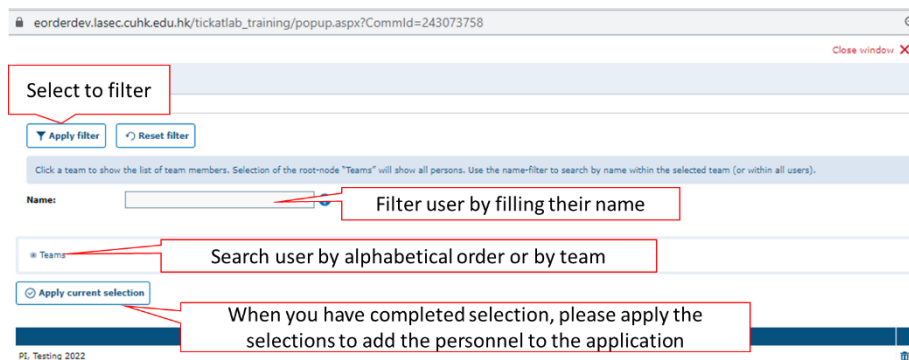 eorderdev.lasec.cuhk.edu.hk/tickatlab_training/popup.aspx?CommId=243073758
Close window
Select to filter
Apply filter Reset filter
Click a team to show the list of team members. Selection of the root-node "Teams" will show all persons. Use the name-filter to search by name within the selected team (or within all users).
Name:
Filter user by filling their name
Teams
Search user by alphabetical order or by team
Apply current selection
When you have completed selection, please apply the
selections to add the personnel to the application
PI, Testing 2022